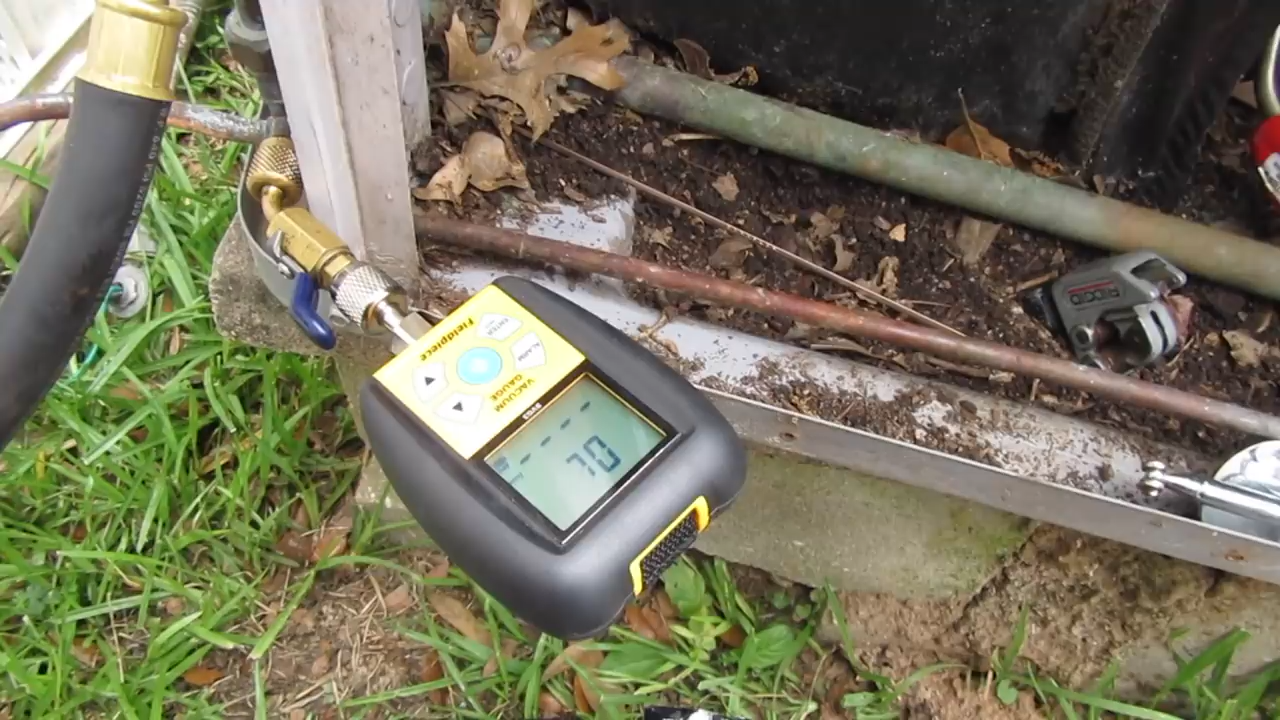 Fieldpiece
ENTER
ALARM
VACUUM
GAUGE
SVG3
- - - -
70
RIDGID